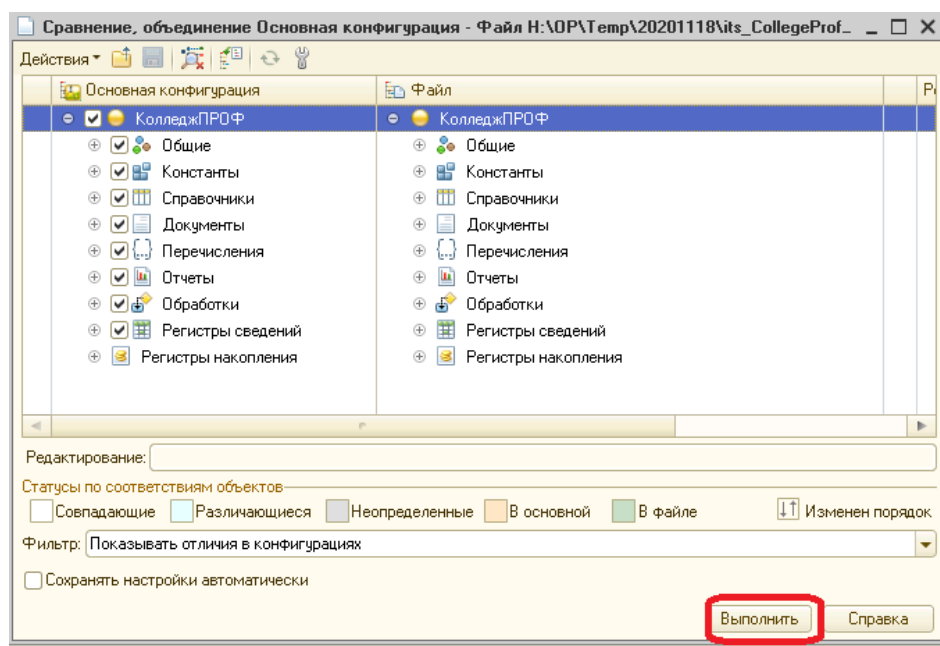 Сравнение, объединение Основная конфигурация - Файл H:\OP\Temp\20201118\its_CollegeProf_
Действия
Основная конфигурация Файл
КолледжПРОФ КолледжПРОФ
Общие Общие
Константы Константы
Справочники Справочники
Документы Документы
Перечисления Перечисления
Отчеты Отчеты
Обработки Обработки
Регистры сведений Регистры сведений
Регистры накопления Регистры накопления
Редактирование:
Статусы по соответствиям объектов
Совпадающие Различающиеся Неопределенные В основной В файле Изменен порядок
Фильтр: Показывать отличия в конфигурациях
Сохранять настройки автоматически
Выполнить Справка